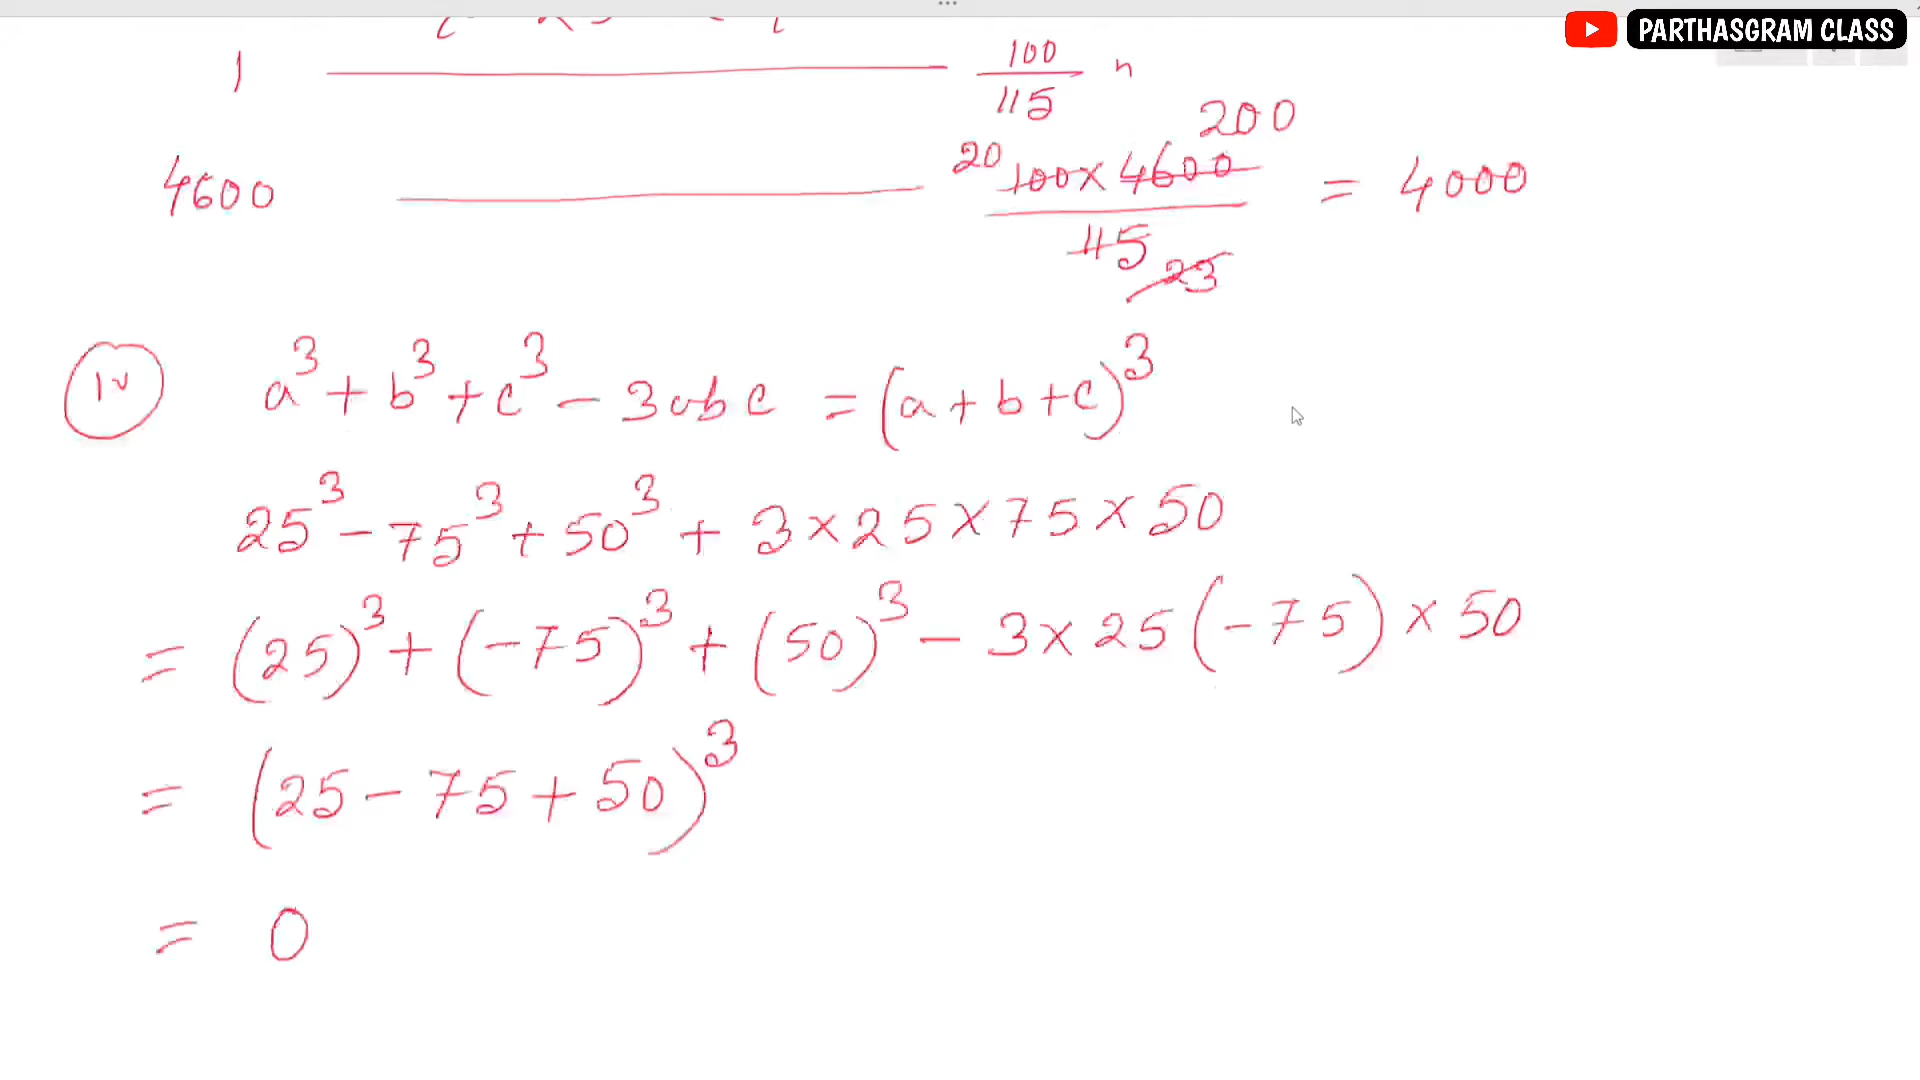 PARTHASGRAM CLASS
1 ——— 100/115 n
4600 ——— 20 100 × 4600 200 / 115 23 = 4000
iv a³ + b³ + c³ - 3abc = (a + b + c)³
25³ - 75³ + 50³ + 3 × 25 × 75 × 50
= (25)³ + (-75)³ + (50)³ - 3 × 25 (-75) × 50
= (25 - 75 + 50)³
= 0